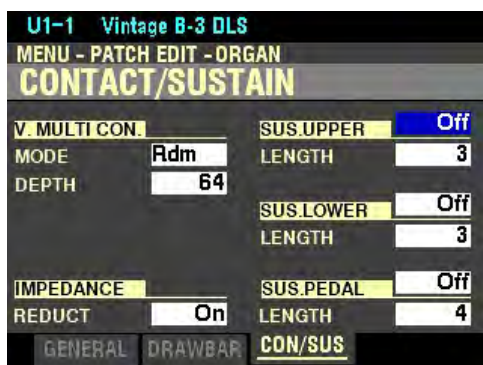 U1-1 Vintage B-3 DLS
MENU - PATCH EDIT - ORGAN
CONTACT/SUSTAIN
V. MULTI CON.
MODE Rdm
DEPTH 64
IMPEDANCE
REDUCT On
SUS.UPPER Off
LENGTH 3
SUS.LOWER Off
LENGTH 3
SUS.PEDAL Off
LENGTH 4
GENERAL DRAWBAR CON/SUS